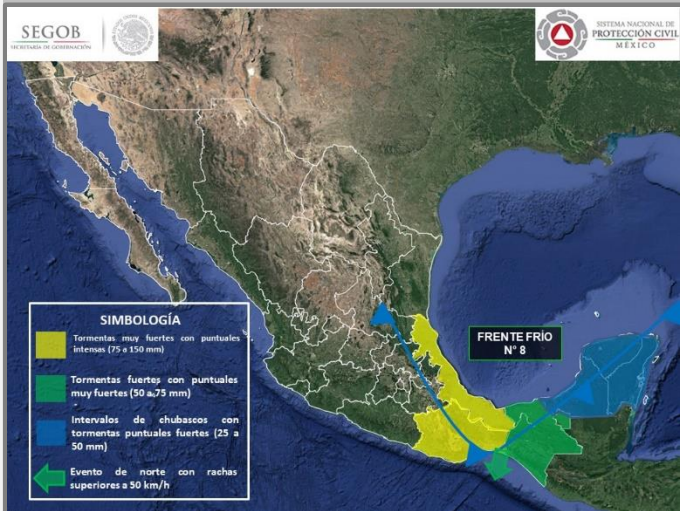 SEGOB
SECRETARÍA DE GOBERNACIÓN
SISTEMA NACIONAL DE
PROTECCIÓN CIVIL
MÉXICO
FRENTE FRÍO
N° 8
SIMBOLOGÍA
Tormentas muy fuertes con puntuales
intensas (75 a 150 mm)
Tormentas fuertes con puntuales
muy fuertes (50 a 75 mm)
Intervalos de chubascos con
tormentas puntuales fuertes (25 a
50 mm)
Evento de norte con rachas
superiores a 50 km/h